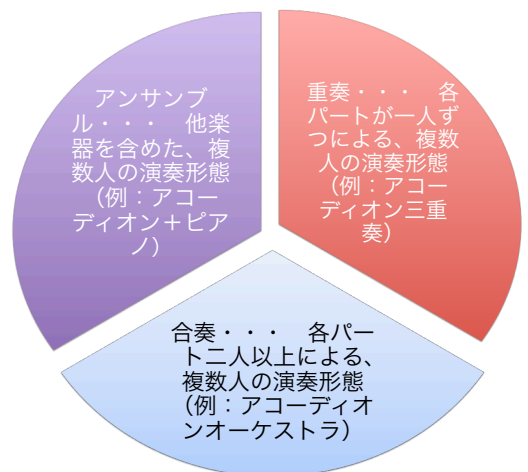 アンサンブ
ル・・・　他楽
器を含めた、複
数人の演奏形態
（例：アコー
ディオン＋ピア
ノ）
重奏・・・　各
パートが一人ず
つによる、複数
人の演奏形態
（例：アコー
ディオン三重
奏）
合奏・・・　各パー
ト二人以上による、
複数人の演奏形態
（例：アコーディオ
ンオーケストラ）